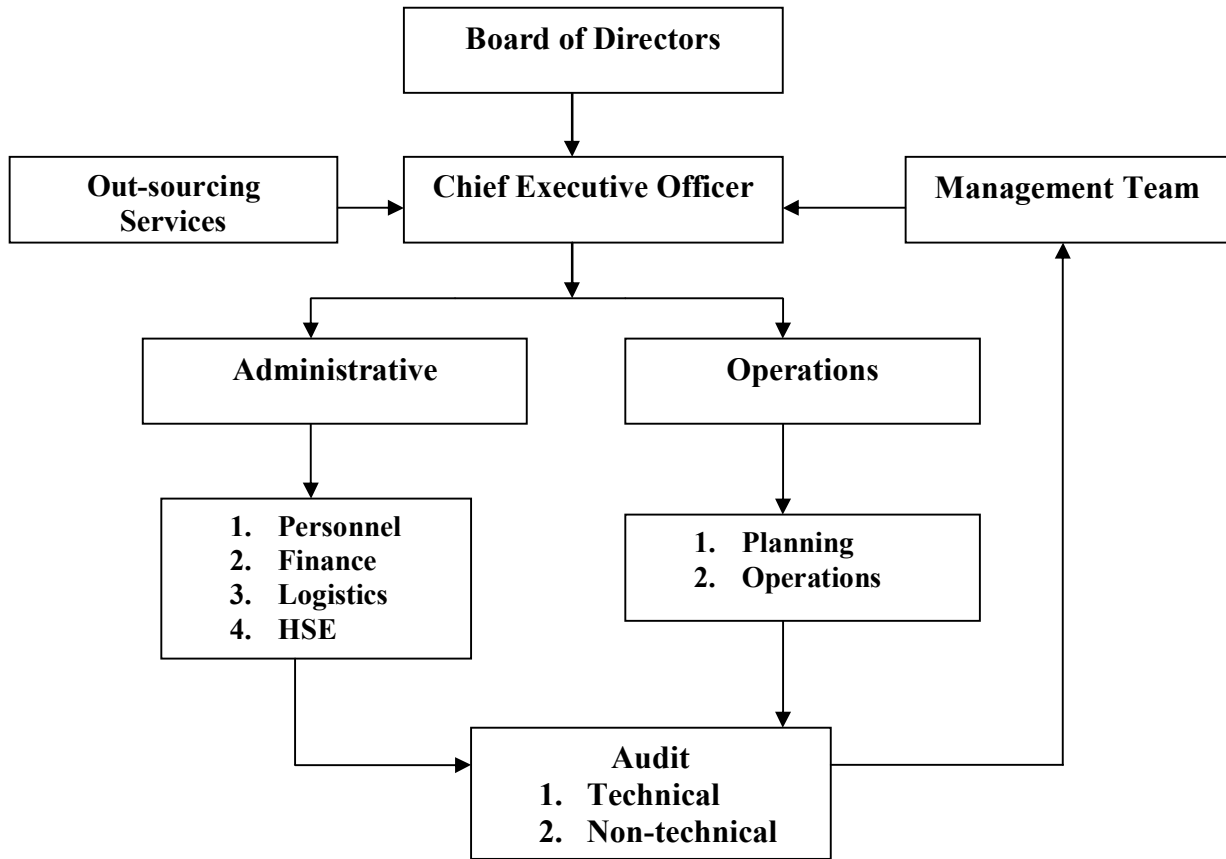 Board of Directors
Out-sourcing
Services
Chief Executive Officer
Management Team
Administrative
Operations
1. Personnel
2. Finance
3. Logistics
4. HSE
1. Planning
2. Operations
Audit
1. Technical
2. Non-technical